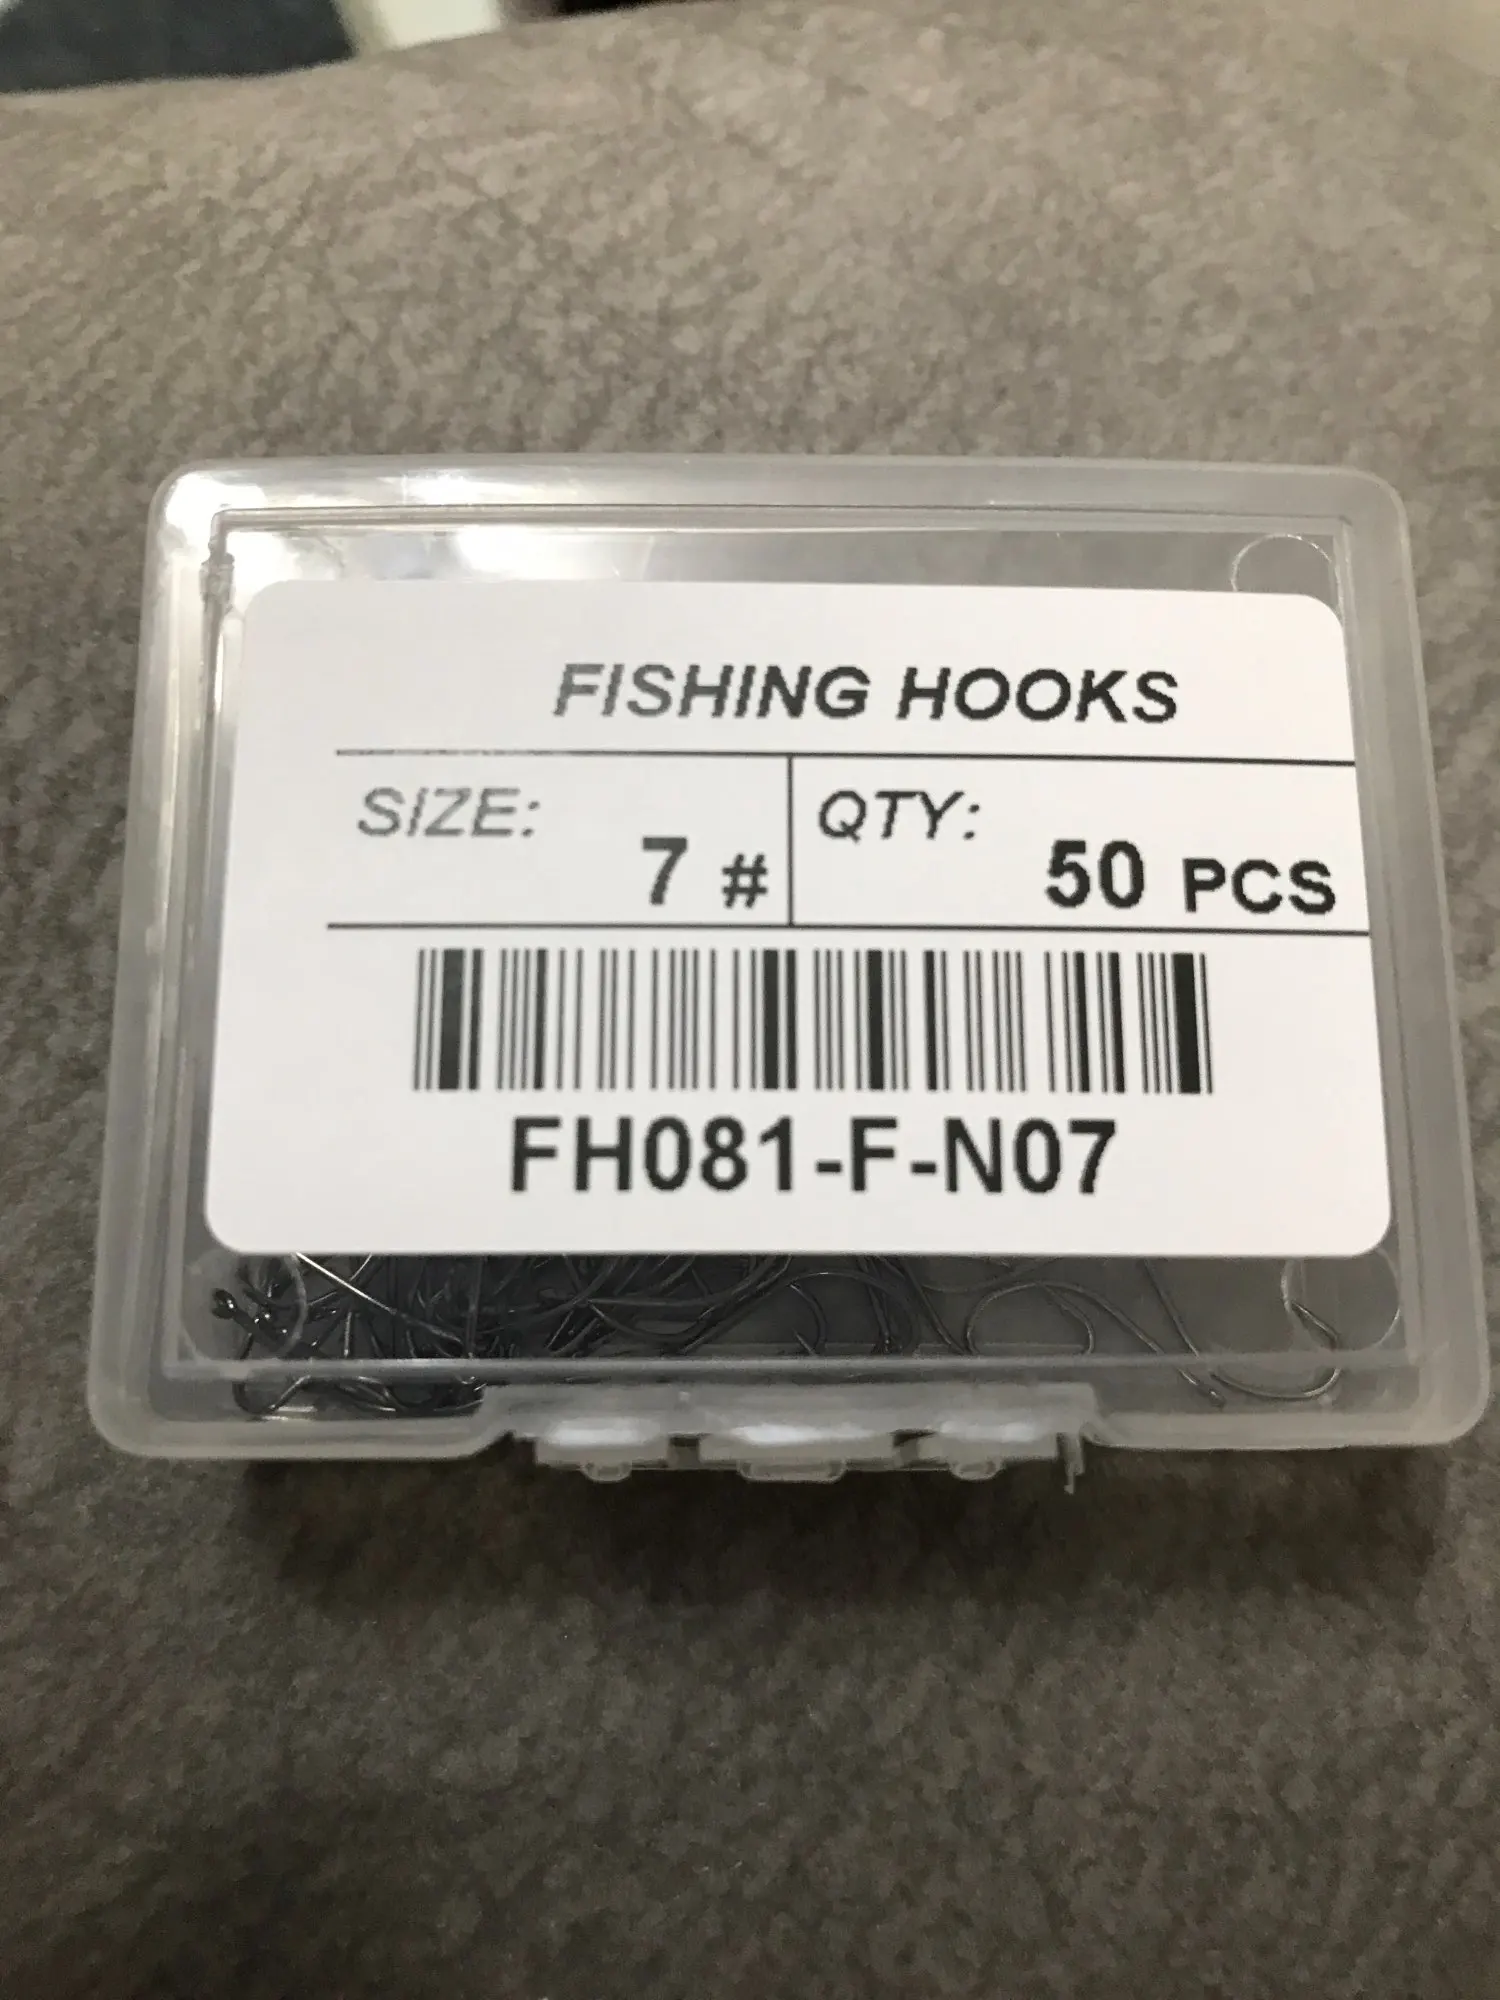 FISHING HOOKS
SIZE: QTY:
7 # 50 PCS
FH081-F-N07